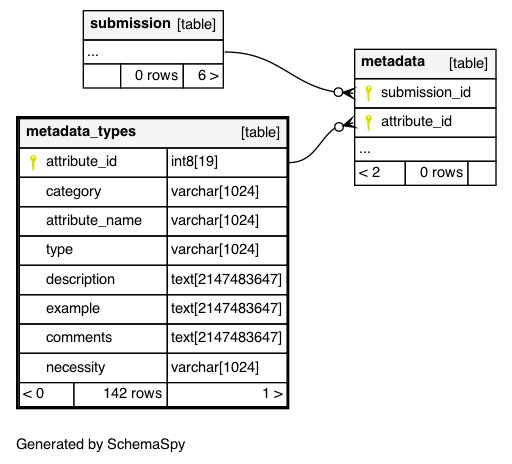 submission [table]
...
0 rows 6 >
metadata [table]
submission_id
attribute_id
...
< 2 0 rows
metadata_types [table]
attribute_id int8[19]
category varchar[1024]
attribute_name varchar[1024]
type varchar[1024]
description text[2147483647]
example text[2147483647]
comments text[2147483647]
necessity varchar[1024]
< 0 142 rows 1 >
Generated by SchemaSpy